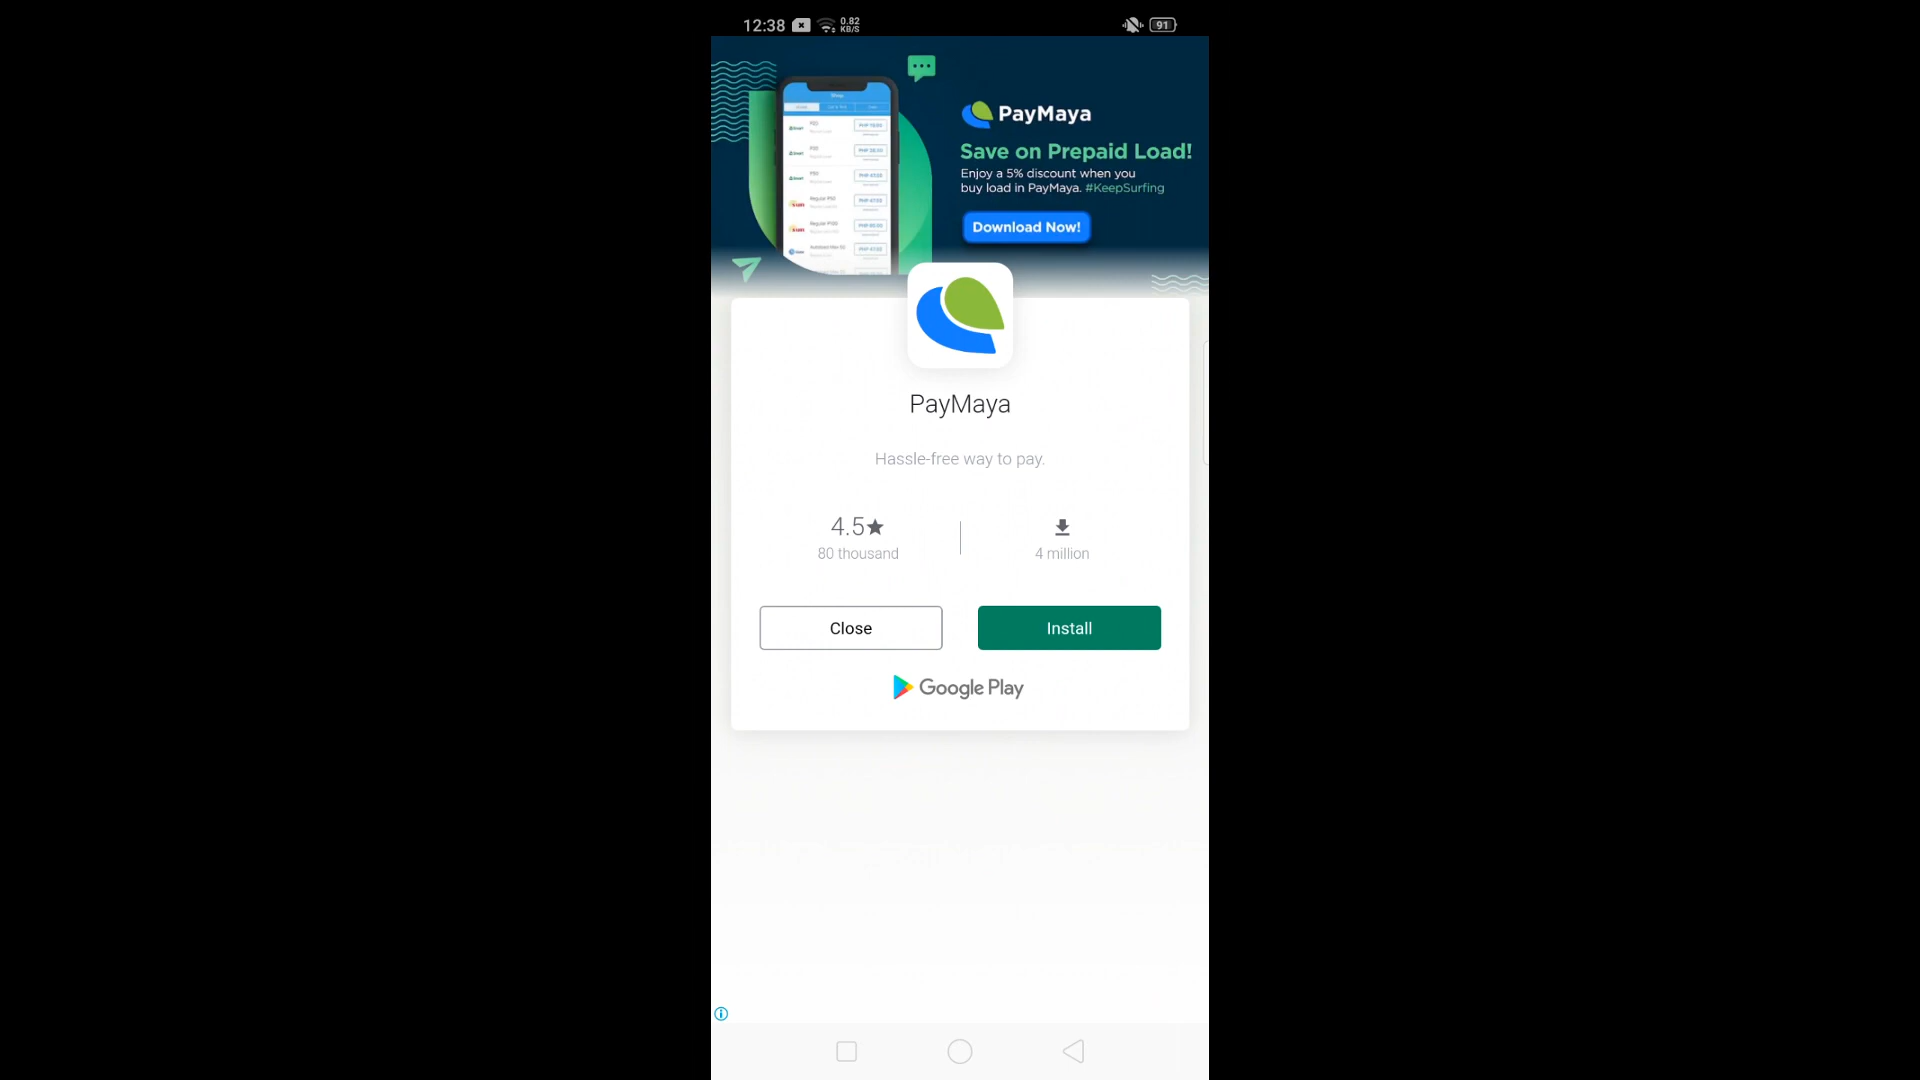 12:38
0.82
KB/S
91
PayMaya
Save on Prepaid Load!
Enjoy a 5% discount when you
buy load in PayMaya. #KeepSurfing
Download Now!
PayMaya
Hassle-free way to pay.
4.5★
80 thousand
4 million
Close
Install
Google Play